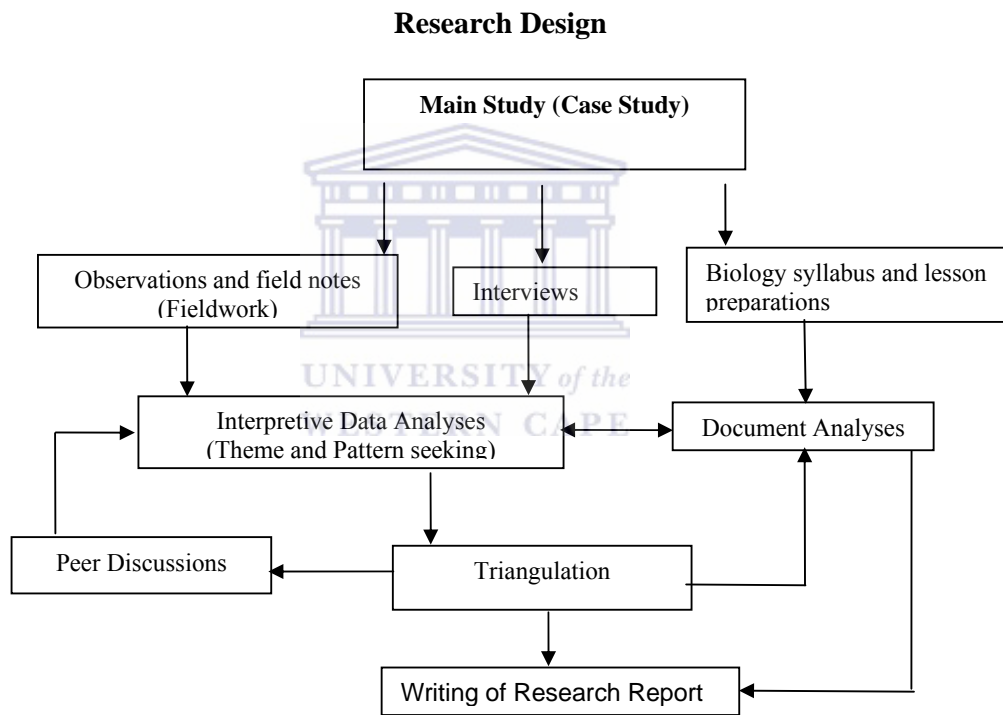 Research Design
Main Study (Case Study)
Observations and field notes
(Fieldwork)
Interviews
Biology syllabus and lesson
preparations
UNIVERSITY of the
WESTERN CAPE
Interpretive Data Analyses
(Theme and Pattern seeking)
Document Analyses
Peer Discussions
Triangulation
Writing of Research Report